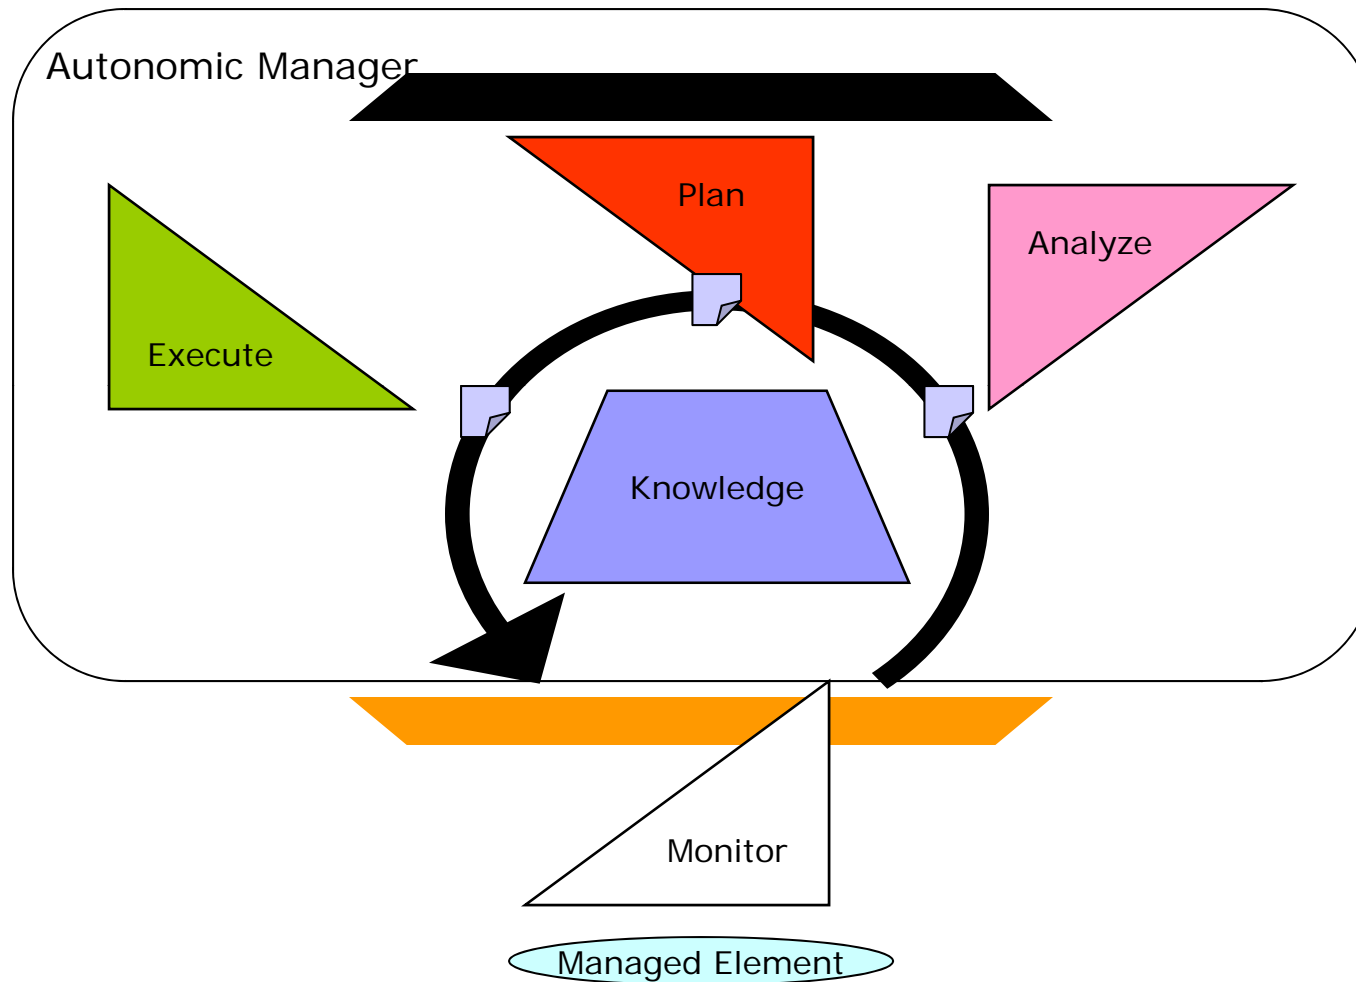 Autonomic Manager
Plan
Analyze
Execute
Knowledge
Monitor
Managed Element